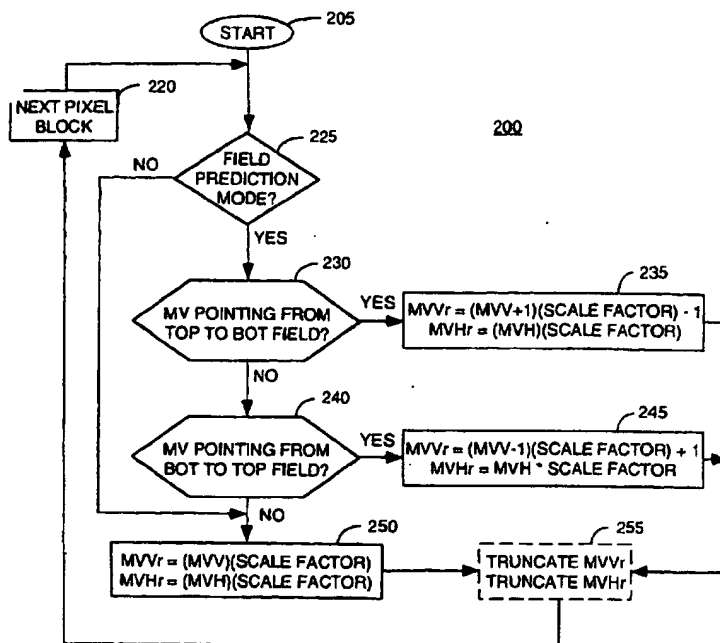 START
205
NEXT PIXEL
BLOCK
220
200
225
FIELD
PREDICTION
MODE?
NO
YES
230
MV POINTING FROM
TOP TO BOT FIELD?
YES
235
MVVr = (MVV+1)(SCALE FACTOR) - 1
MVHr = (MVH)(SCALE FACTOR)
NO
240
MV POINTING FROM
BOT TO TOP FIELD?
YES
245
MVVr = (MVV-1)(SCALE FACTOR) + 1
MVHr = MVH * SCALE FACTOR
NO
250
MVVr = (MVV)(SCALE FACTOR)
MVHr = (MVH)(SCALE FACTOR)
255
TRUNCATE MVVr
TRUNCATE MVHr